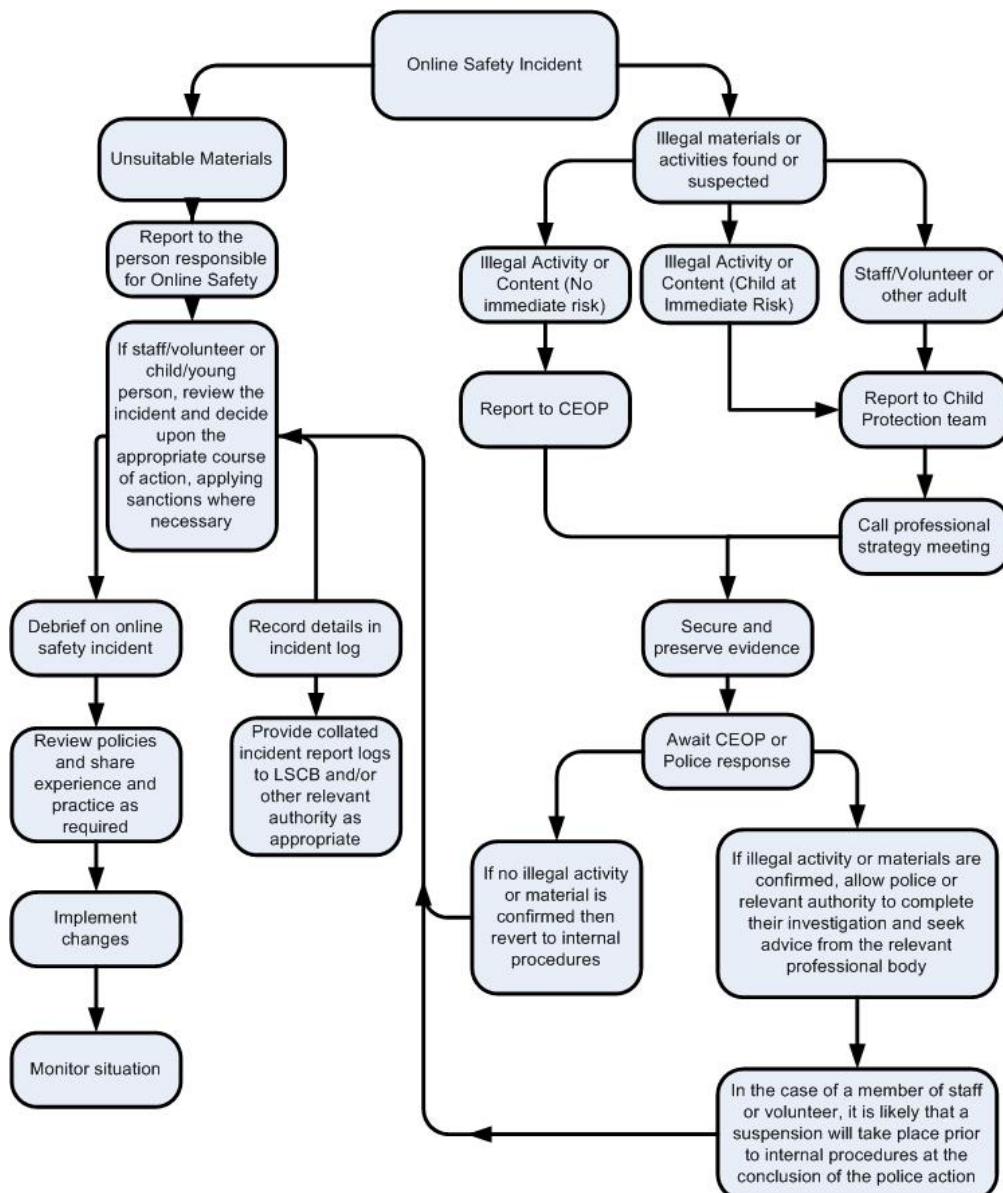 Online Safety Incident
Unsuitable Materials
Report to the
person responsible
for Online Safety
If staff/volunteer or
child/young
person, review the
incident and decide
upon the
appropriate course
of action, applying
sanctions where
necessary
Debrief on online
safety incident
Review policies
and share
experience and
practice as
required
Implement
changes
Monitor situation
Record details in
incident log
Provide collated
incident report logs
to LSCB and/or
other relevant
authority as
appropriate
Illegal materials or
activities found or
suspected
Illegal Activity or
Content (No
immediate risk)
Illegal Activity or
Content (Child at
Immediate Risk)
Staff/Volunteer or
other adult
Report to CEOP
Report to Child
Protection team
Call professional
strategy meeting
Secure and
preserve evidence
Await CEOP or
Police response
If no illegal activity
or material is
confirmed then
revert to internal
procedures
If illegal activity or materials are
confirmed, allow police or
relevant authority to complete
their investigation and seek
advice from the relevant
professional body
In the case of a member of staff
or volunteer, it is likely that a
suspension will take place prior
to internal procedures at the
conclusion of the police action